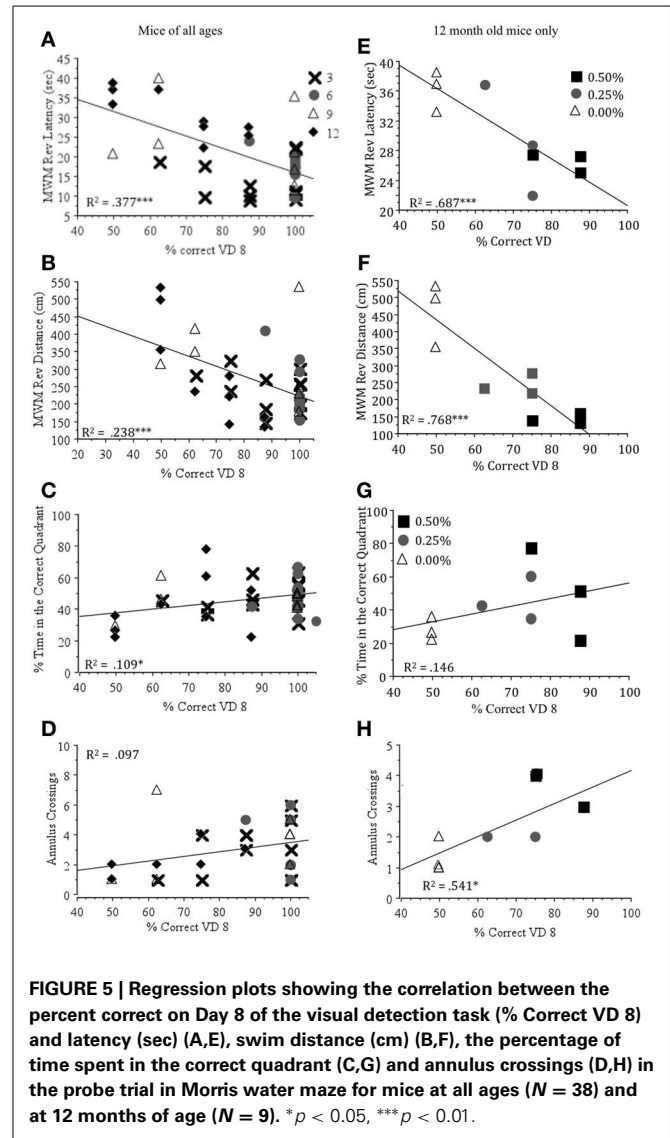 Mice of all ages
12 month old mice only
A
MWM Rev Latency (sec)
45
40
35
30
25
20
15
10
5
40 50 60 70 80 90 100
% correct VD 8
R² = .377***
3
6
9
12
E
MWM Rev Latency (sec)
40
36
32
28
24
20
40 50 60 70 80 90 100
% Correct VD
R² = .687***
0.50%
0.25%
0.00%
B
MWM Rev Distance (cm)
550
500
450
400
350
300
250
200
150
100
20 30 40 50 60 70 80 90 100
% Correct VD 8
R² = .238***
F
MWM Rev Distance (cm)
550
500
450
400
350
300
250
200
150
100
40 50 60 70 80 90 100
% Correct VD 8
R² = .768***
C
% Time in the Correct Quadrant
100
80
60
40
20
0
40 50 60 70 80 90 100
% Correct VD 8
R² = .109*
G
% Time in the Correct Quadrant
100
80
60
40
20
0
40 50 60 70 80 90 100
% Correct VD 8
R² = .146
0.50%
0.25%
0.00%
D
Annulus Crossings
10
8
6
4
2
0
40 50 60 70 80 90 100
% Correct VD 8
R² = .097
H
Annulus Crossings
5
4
3
2
1
0
40 50 60 70 80 90 100
% Correct VD 8
R² = .541*
FIGURE 5 | Regression plots showing the correlation between the
percent correct on Day 8 of the visual detection task (% Correct VD 8)
and latency (sec) (A,E), swim distance (cm) (B,F), the percentage of
time spent in the correct quadrant (C,G) and annulus crossings (D,H) in
the probe trial in Morris water maze for mice at all ages (N = 38) and
at 12 months of age (N = 9). *p < 0.05, ***p < 0.01.